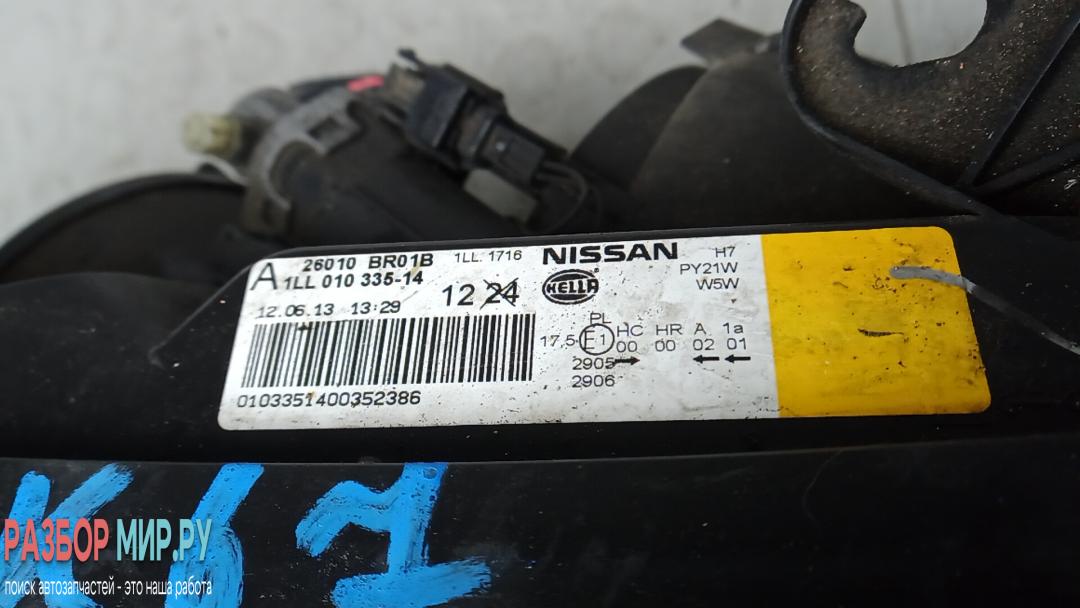 A 26010 BR01B 1LL. 1716 NISSAN H7
1LL 010 335-14 HELLA PY21W
12.06.13 13:29 12 24 W5W
PL
17,5 E1 HC HR A 1a
00 00 02 01
2905
2906
0103351400352386
K61
РАЗБОР МИР.РУ
поиск автозапчастей - это наша работа